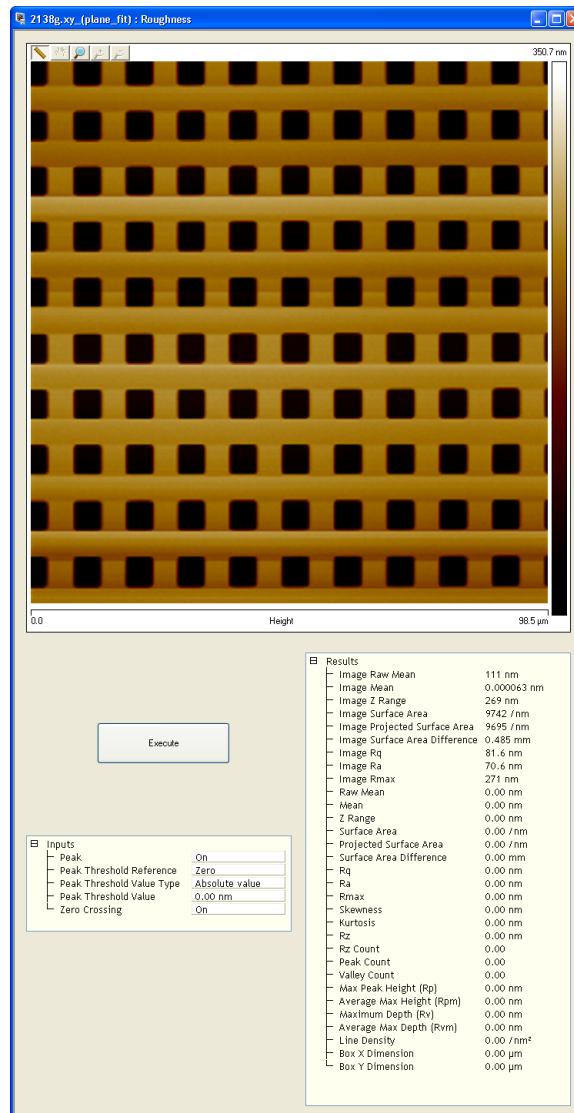 2138g.xy_(plane_fit) : Roughness
350.7 nm
0.0 Height 98.5 µm
Execute
Inputs
Peak On
Peak Threshold Reference Zero
Peak Threshold Value Type Absolute value
Peak Threshold Value 0.00 nm
Zero Crossing On
Results
Image Raw Mean 111 nm
Image Mean 0.000063 nm
Image Z Range 269 nm
Image Surface Area 9742 /nm
Image Projected Surface Area 9695 /nm
Image Surface Area Difference 0.485 mm
Image Rq 81.6 nm
Image Ra 70.6 nm
Image Rmax 271 nm
Raw Mean 0.00 nm
Mean 0.00 nm
Z Range 0.00 nm
Surface Area 0.00 /nm
Projected Surface Area 0.00 /nm
Surface Area Difference 0.00 mm
Rq 0.00 nm
Ra 0.00 nm
Rmax 0.00 nm
Skewness 0.00 nm
Kurtosis 0.00 nm
Rz 0.00 nm
Rz Count 0.00
Peak Count 0.00
Valley Count 0.00
Max Peak Height (Rp) 0.00 nm
Average Max Height (Rpm) 0.00 nm
Maximum Depth (Rv) 0.00 nm
Average Max Depth (Rvm) 0.00 nm
Line Density 0.00 /nm²
Box X Dimension 0.00 µm
Box Y Dimension 0.00 µm